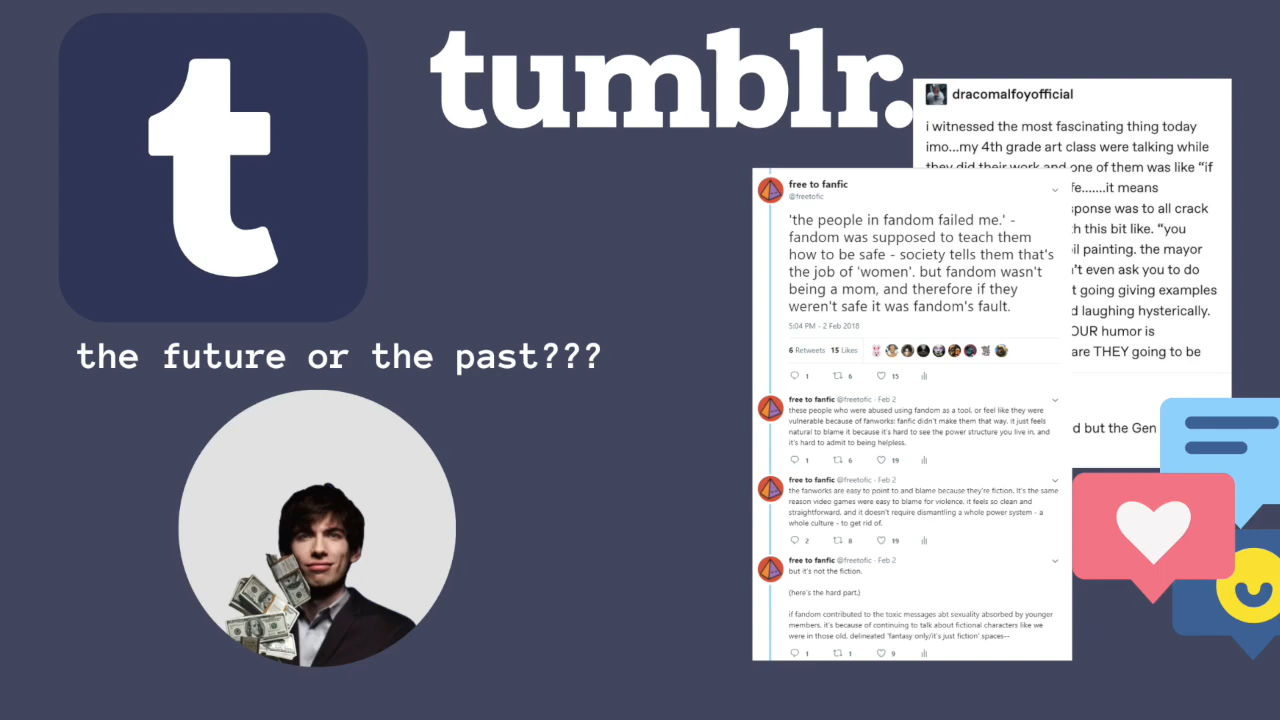 t
tumblr.
the future or the past???
dracomalfoyofficial
i witnessed the most fascinating thing today
imo...my 4th grade art class were talking while
they did their work and one of them was like “if
fe.......it means
sponse was to all crack
h this bit like. “you
il painting. the mayor
't even ask you to do
t going giving examples
d laughing hysterically.
OUR humor is
are THEY going to be
d but the Gen
free to fanfic
@freetofic
'the people in fandom failed me.' -
fandom was supposed to teach them
how to be safe - society tells them that's
the job of 'women'. but fandom wasn't
being a mom, and therefore if they
weren't safe it was fandom's fault.
5:04 PM - 2 Feb 2018
6 Retweets 15 Likes
1 6 15
free to fanfic @freetofic · Feb 2
these people who were abused using fandom as a tool, or feel like they were
vulnerable because of fanworks: fanfic didn't make them that way. it just feels
natural to blame it because it's hard to see the power structure you live in, and
it's hard to admit to being helpless.
1 6 19
free to fanfic @freetofic · Feb 2
the fanworks are easy to point to and blame because they're fiction. It's the same
reason video games were easy to blame for violence. it feels so clean and
straightforward, and it doesn't require dismantling a whole power system - a
whole culture - to get rid of.
2 8 19
free to fanfic @freetofic · Feb 2
but it's not the fiction.
(here's the hard part.)
if fandom contributed to the toxic messages abt sexuality absorbed by younger
members, it's because of continuing to talk about fictional characters like we
were in those old, delineated 'fantasy only/it's just fiction' spaces--
1 1 9